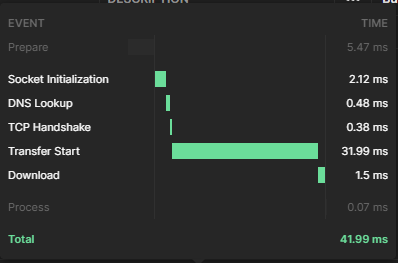 DESCRIPTION
EVENT TIME
Prepare 5.47 ms
Socket Initialization 2.12 ms
DNS Lookup 0.48 ms
TCP Handshake 0.38 ms
Transfer Start 31.99 ms
Download 1.5 ms
Process 0.07 ms
Total 41.99 ms